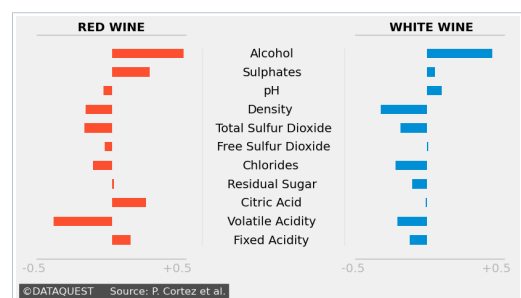 RED WINE WHITE WINE
Alcohol
Sulphates
pH
Density
Total Sulfur Dioxide
Free Sulfur Dioxide
Chlorides
Residual Sugar
Citric Acid
Volatile Acidity
Fixed Acidity
-0.5 +0.5 -0.5 +0.5
©DATAQUEST Source: P. Cortez et al.